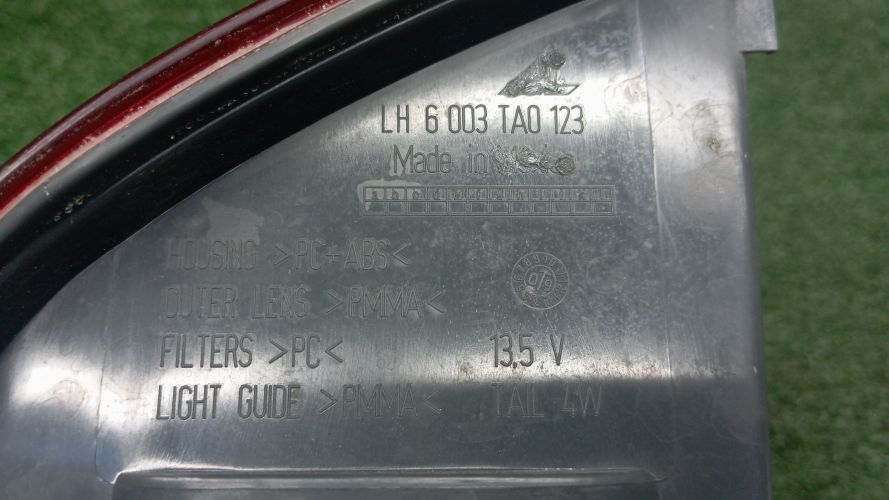 LH 6 003 TA0 123
Made in
HOUSING >PC+ABS<
OUTER LENS >PMMA<
FILTERS >PC< 13,5 V
LIGHT GUIDE >PMMA< TAIL 4W